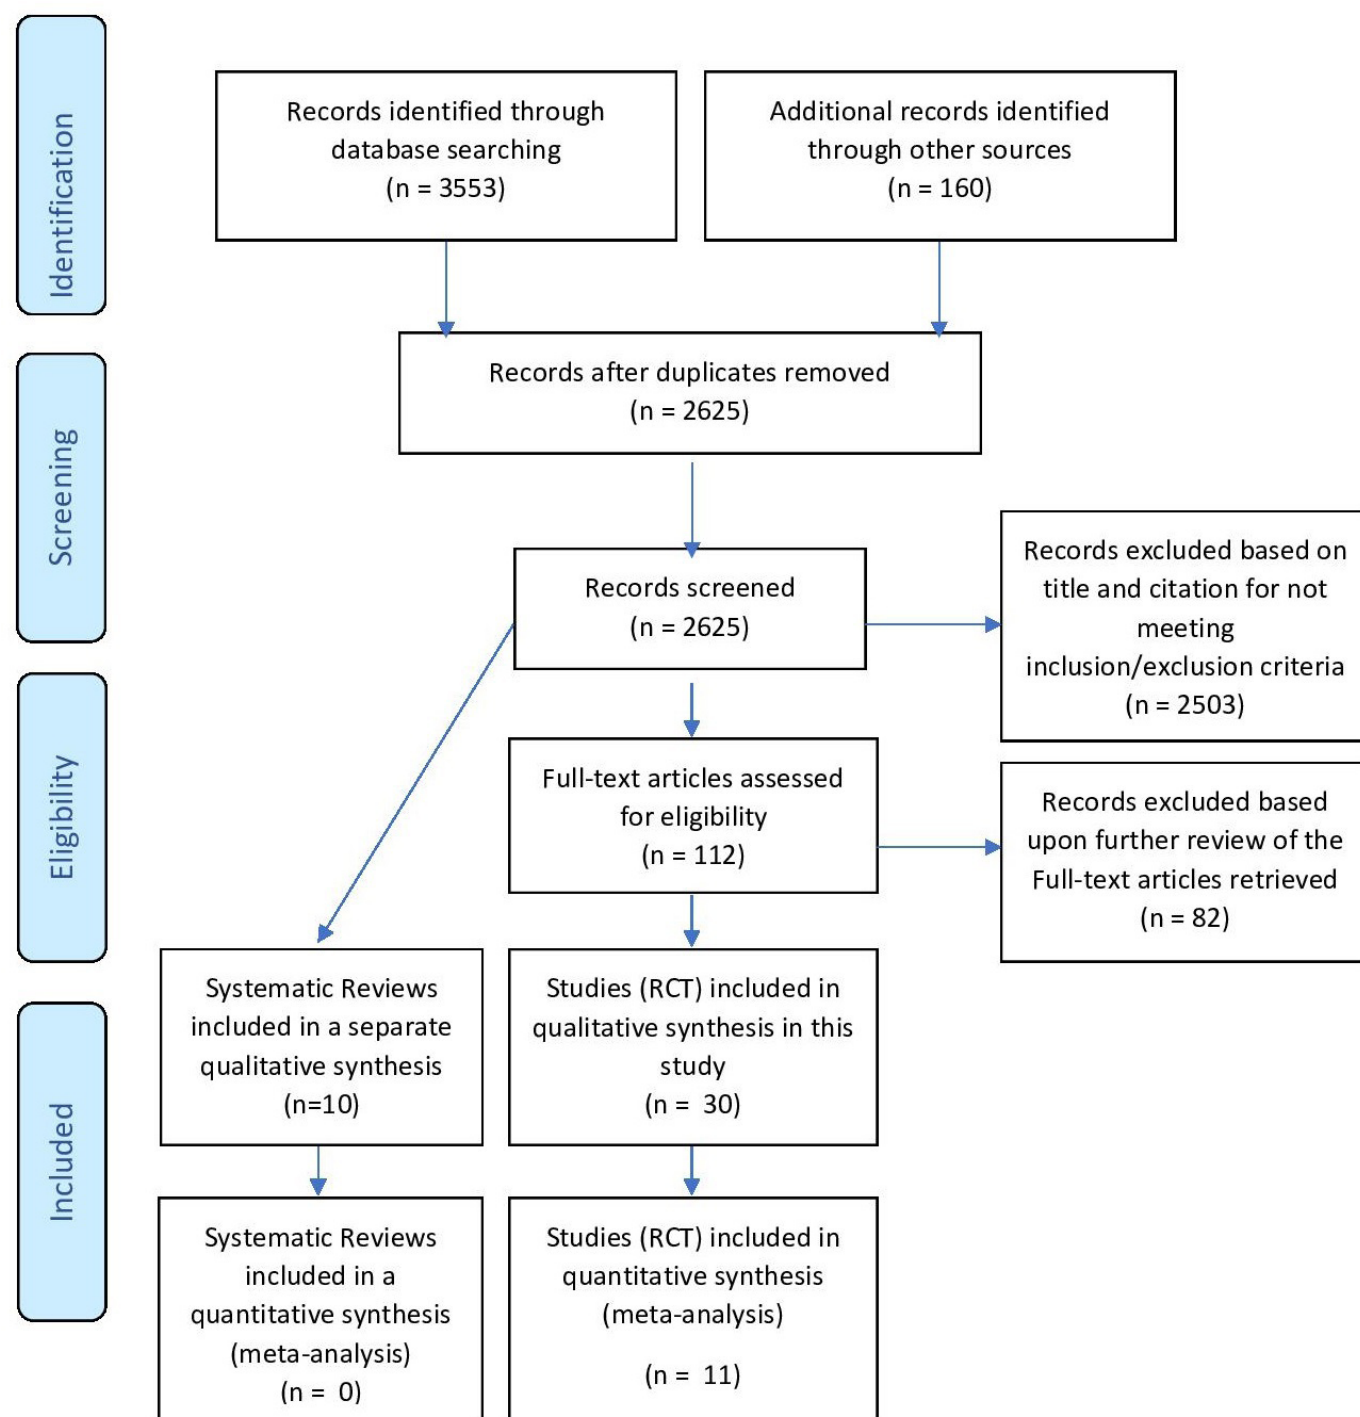 Identification
Records identified through
database searching
(n = 3553)
Additional records identified
through other sources
(n = 160)
Screening
Records after duplicates removed
(n = 2625)
Records screened
(n = 2625)
Records excluded based on
title and citation for not
meeting
inclusion/exclusion criteria
(n = 2503)
Eligibility
Full-text articles assessed
for eligibility
(n = 112)
Records excluded based
upon further review of the
Full-text articles retrieved
(n = 82)
Included
Systematic Reviews
included in a separate
qualitative synthesis
(n=10)
Studies (RCT) included in
qualitative synthesis in this
study
(n =  30)
Systematic Reviews
included in a
quantitative synthesis
(meta-analysis)
(n =  0)
Studies (RCT) included in
quantitative synthesis
(meta-analysis)
(n =  11)